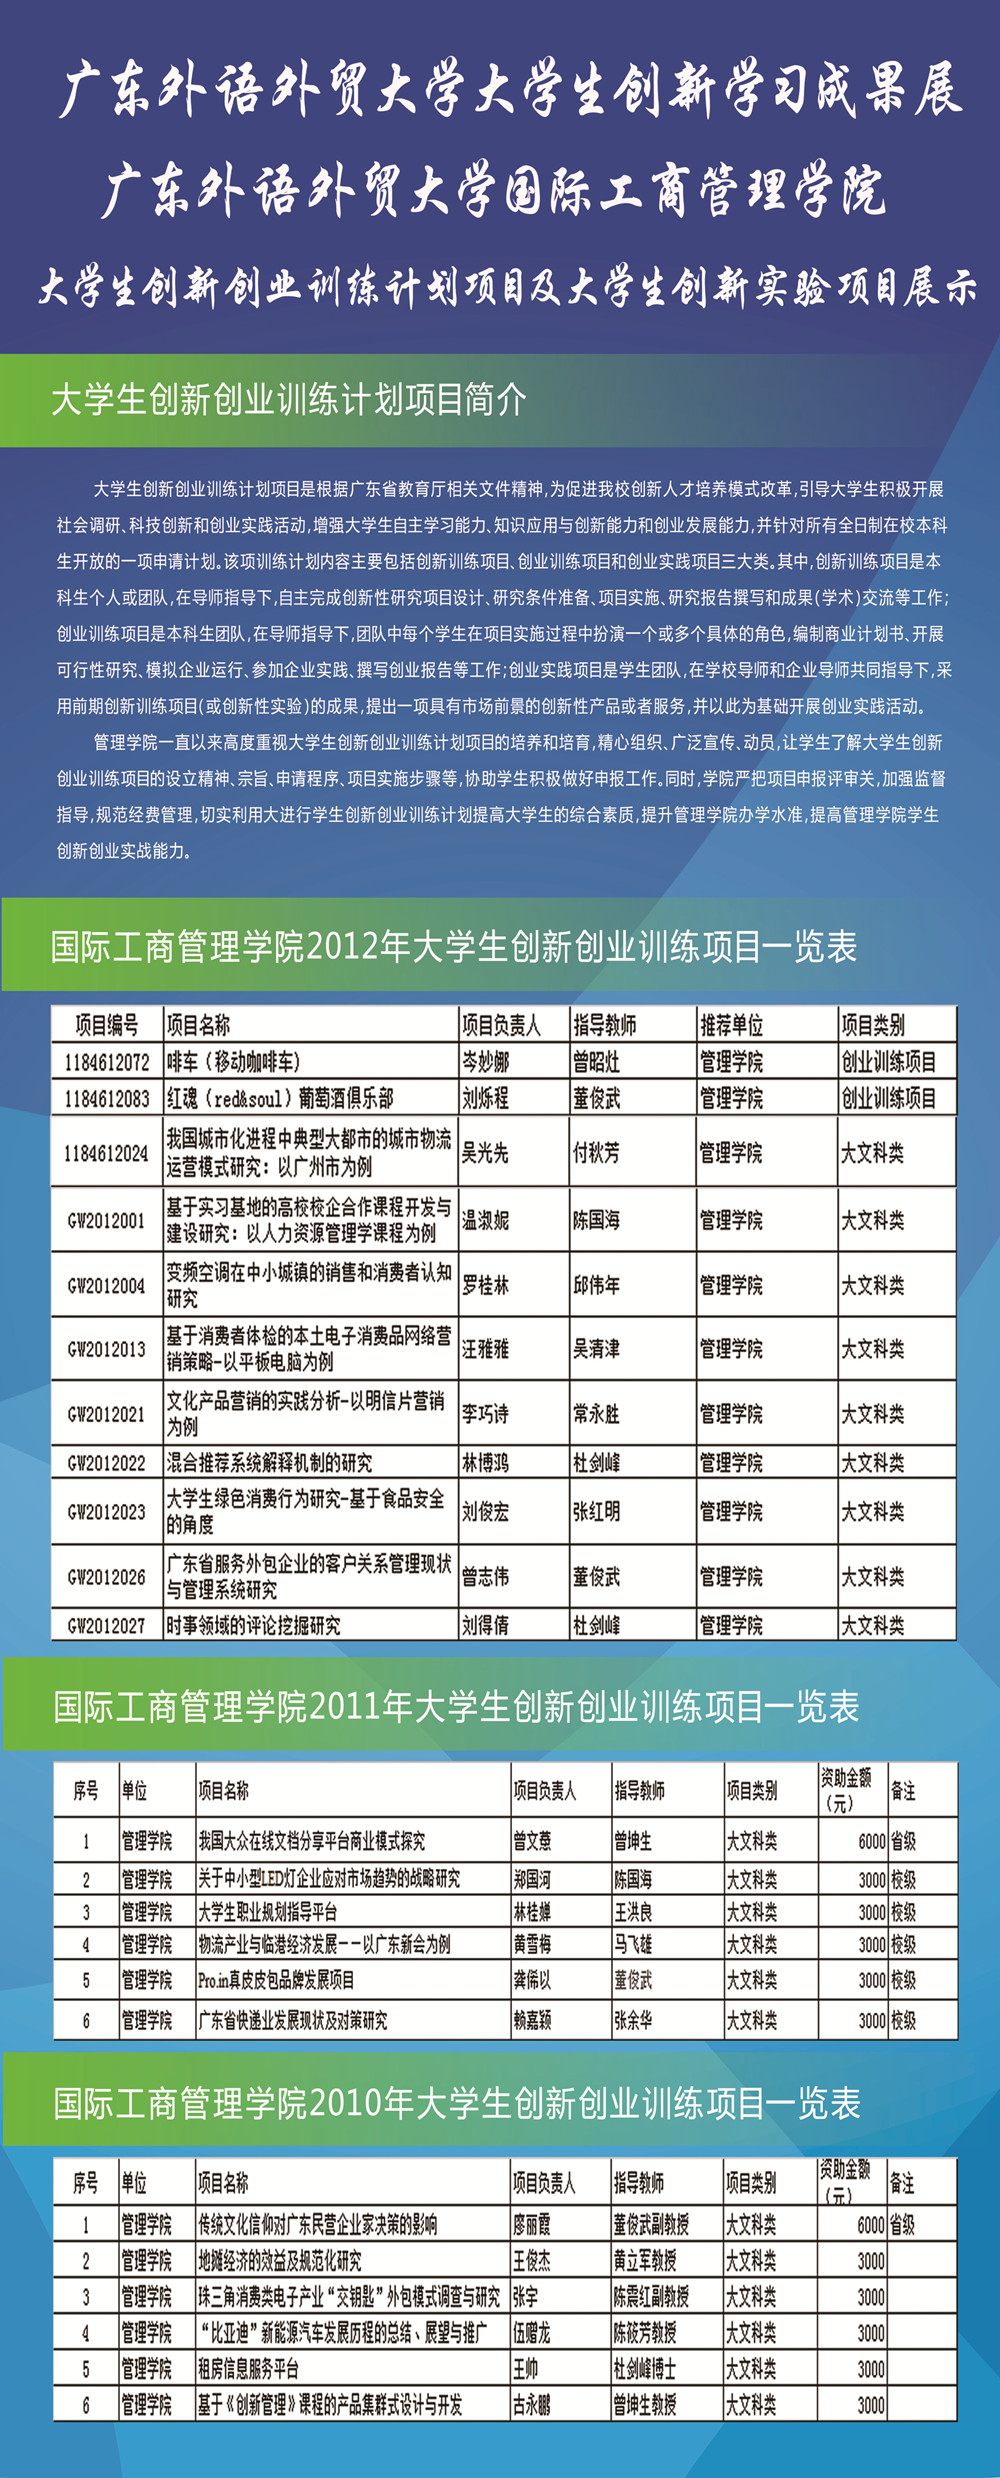 广东外语外贸大学大学生创新学习成果展
广东外语外贸大学国际工商管理学院
大学生创新创业训练计划项目及大学生创新实验项目展示
大学生创新创业训练计划项目简介
大学生创新创业训练计划项目是根据广东省教育厅相关文件精神,为促进我校创新人才培养模式改革,引导大学生积极开展
社会调研、科技创新和创业实践活动,增强大学生自主学习能力、知识应用与创新能力和创业发展能力,并针对所有全日制在校本科
生开放的一项申请计划。该项训练计划内容主要包括创新训练项目、创业训练项目和创业实践项目三大类。其中,创新训练项目是本
科生个人或团队,在导师指导下,自主完成创新性研究项目设计、研究条件准备、项目实施、研究报告撰写和成果(学术)交流等工作;
创业训练项目是本科生团队,在导师指导下,团队中每个学生在项目实施过程中扮演一个或多个具体的角色,编制商业计划书、开展
可行性研究、模拟企业运行、参加企业实践、撰写创业报告等工作;创业实践项目是学生团队,在学校导师和企业导师共同指导下,采
用前期创新训练项目(或创新性实验)的成果,提出一项具有市场前景的创新性产品或者服务,并以此为基础开展创业实践活动。
管理学院一直以来高度重视大学生创新创业训练计划项目的培养和培育,精心组织、广泛宣传、动员,让学生了解大学生创新
创业训练项目的设立精神、宗旨、申请程序、项目实施步骤等,协助学生积极做好申报工作。同时,学院严把项目申报评审关,加强监督
指导,规范经费管理,切实利用大进行学生创新创业训练计划提高大学生的综合素质,提升管理学院办学水准,提高管理学院学生
创新创业实战能力。
国际工商管理学院2012年大学生创新创业训练项目一览表
项目编号 项目名称 项目负责人 指导教师 推荐单位 项目类别
1184612072 啡车（移动咖啡车） 岑妙娜 曾昭灶 管理学院 创业训练项目
1184612083 红魂（red&soul）葡萄酒俱乐部 刘烁程 董俊武 管理学院 创业训练项目
1184612024 我国城市化进程中典型大都市的城市物流
运营模式研究：以广州市为例 吴光先 付秋芳 管理学院 大文科类
GW2012001 基于实习基地的高校校企合作课程开发与
建设研究：以人力资源管理学课程为例 温淑妮 陈国海 管理学院 大文科类
GW2012004 变频空调在中小城镇的销售和消费者认知
研究 罗桂林 邱伟年 管理学院 大文科类
GW2012013 基于消费者体检的本土电子消费品网络营
销策略-以平板电脑为例 汪雅雅 吴清津 管理学院 大文科类
GW2012021 文化产品营销的实践分析-以明信片营销
为例 李巧诗 常永胜 管理学院 大文科类
GW2012022 混合推荐系统解释机制的研究 林博鸿 杜剑峰 管理学院 大文科类
GW2012023 大学生绿色消费行为研究-基于食品安全
的角度 刘俊宏 张红明 管理学院 大文科类
GW2012026 广东省服务外包企业的客户关系管理现状
与管理系统研究 曾志伟 董俊武 管理学院 大文科类
GW2012027 时事领域的评论挖掘研究 刘得倩 杜剑峰 管理学院 大文科类
国际工商管理学院2011年大学生创新创业训练项目一览表
序号 单位 项目名称 项目负责人 指导教师 项目类别 资助金额
（元） 备注
1 管理学院 我国大众在线文档分享平台商业模式探究 曾文薏 曾坤生 大文科类 6000 省级
2 管理学院 关于中小型LED灯企业应对市场趋势的战略研究 郑国河 陈国海 大文科类 3000 校级
3 管理学院 大学生职业规划指导平台 林桂婵 王洪良 大文科类 3000 校级
4 管理学院 物流产业与临港经济发展——以广东新会为例 黄雪梅 马飞雄 大文科类 3000 校级
5 管理学院 Pro.in真皮皮包品牌发展项目 龚俙以 董俊武 大文科类 3000 校级
6 管理学院 广东省快递业发展现状及对策研究 赖嘉颖 张余华 大文科类 3000 校级
国际工商管理学院2010年大学生创新创业训练项目一览表
序号 单位 项目名称 项目负责人 指导教师 项目类别 资助金额
（元） 备注
1 管理学院 传统文化信仰对广东民营企业家决策的影响 廖丽霞 董俊武副教授 大文科类 6000 省级
2 管理学院 地摊经济的效益及规范化研究 王俊杰 黄立军教授 大文科类 3000
3 管理学院 珠三角消费类电子产业“交钥匙”外包模式调查与研究 张宇 陈霞红副教授 大文科类 3000
4 管理学院 “比亚迪”新能源汽车发展历程的总结、展望与推广 伍赠龙 陈筱芳教授 大文科类 3000
5 管理学院 租房信息服务平台 王帅 杜剑峰博士 大文科类 3000
6 管理学院 基于《创新管理》课程的产品集群式设计与开发 古永鹏 曾坤生教授 大文科类 3000